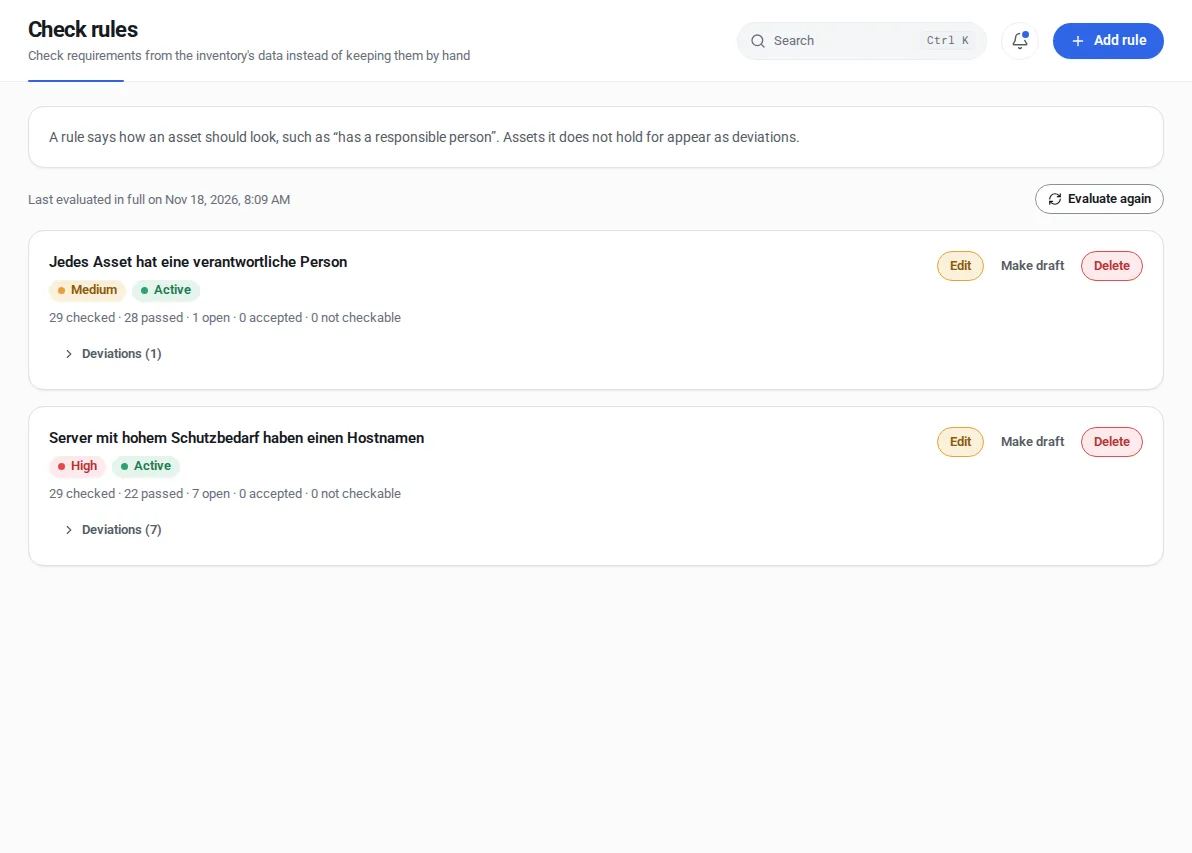 Check rules
Check requirements from the inventory's data instead of keeping them by hand
Search
Ctrl K
Add rule
A rule says how an asset should look, such as “has a responsible person”. Assets it does not hold for appear as deviations.
Last evaluated in full on Nov 18, 2026, 8:09 AM
Evaluate again
Jedes Asset hat eine verantwortliche Person
Edit
Make draft
Delete
Medium
Active
29 checked · 28 passed · 1 open · 0 accepted · 0 not checkable
Deviations (1)
Server mit hohem Schutzbedarf haben einen Hostnamen
Edit
Make draft
Delete
High
Active
29 checked · 22 passed · 7 open · 0 accepted · 0 not checkable
Deviations (7)